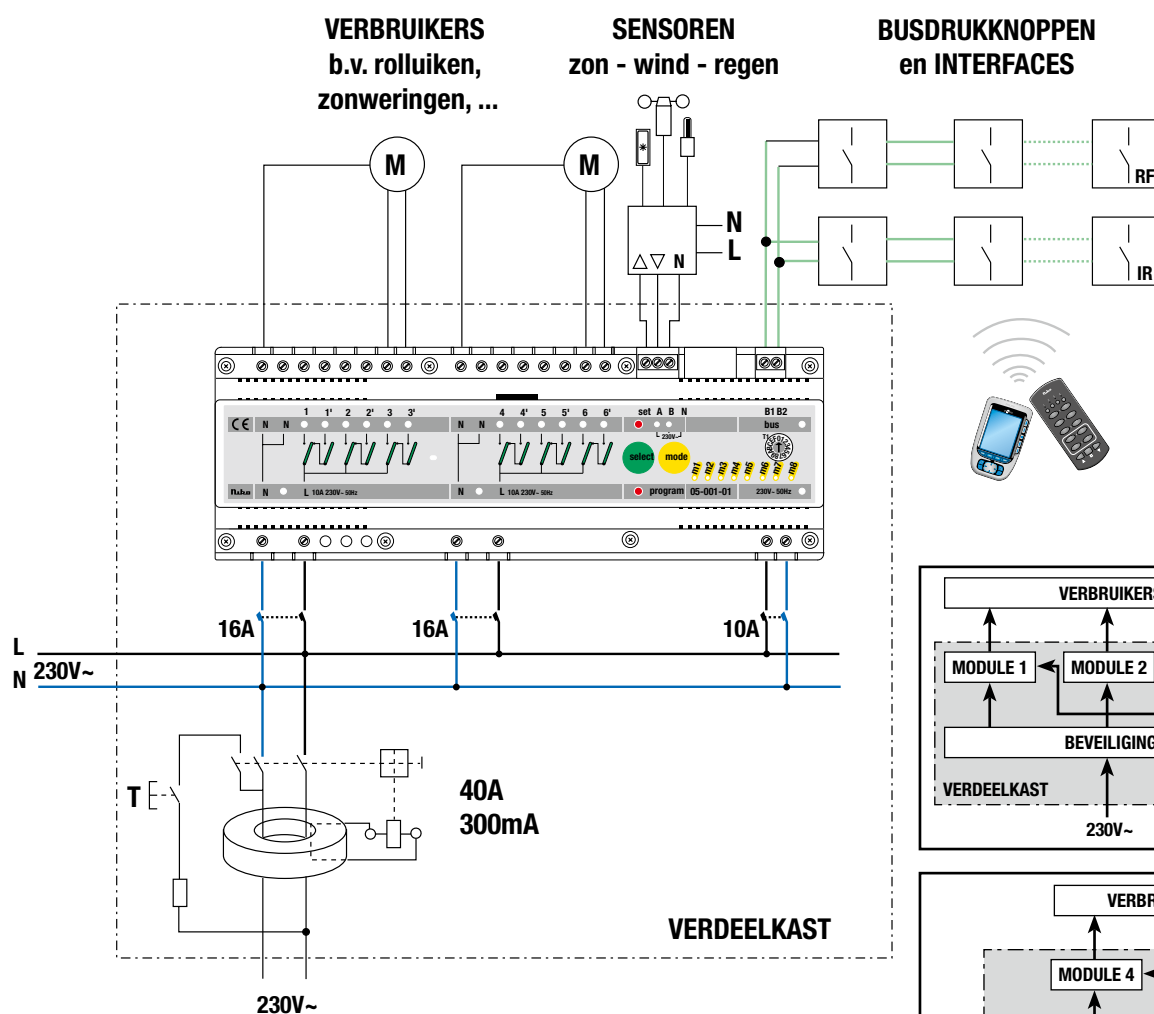 VERBRUIKERS
b.v. rolluiken,
zonweringen, ...
SENSOREN
zon - wind - regen
BUSDRUKKNOPPEN
en INTERFACES
M
M
N
L
N
RF
IR
1 1' 2 2' 3 3'
4 4' 5 5' 6 6'
set A B N
B1 B2
CE N N
N N
L 230V~
bus
select
mode
m1 m2 m3 m4 m5 m6 m7 m8
niko N L 10A 230V~ 50Hz
N L 10A 230V~ 50Hz
program 05-001-01
230V~ 50Hz
16A
16A
10A
L
230V~
N
T
40A
300mA
VERDEELKAST
230V~
VERBRUIKERS
MODULE 1
MODULE 2
BEVEILIGING
VERDEELKAST
230V~
VERBR
MODULE 4